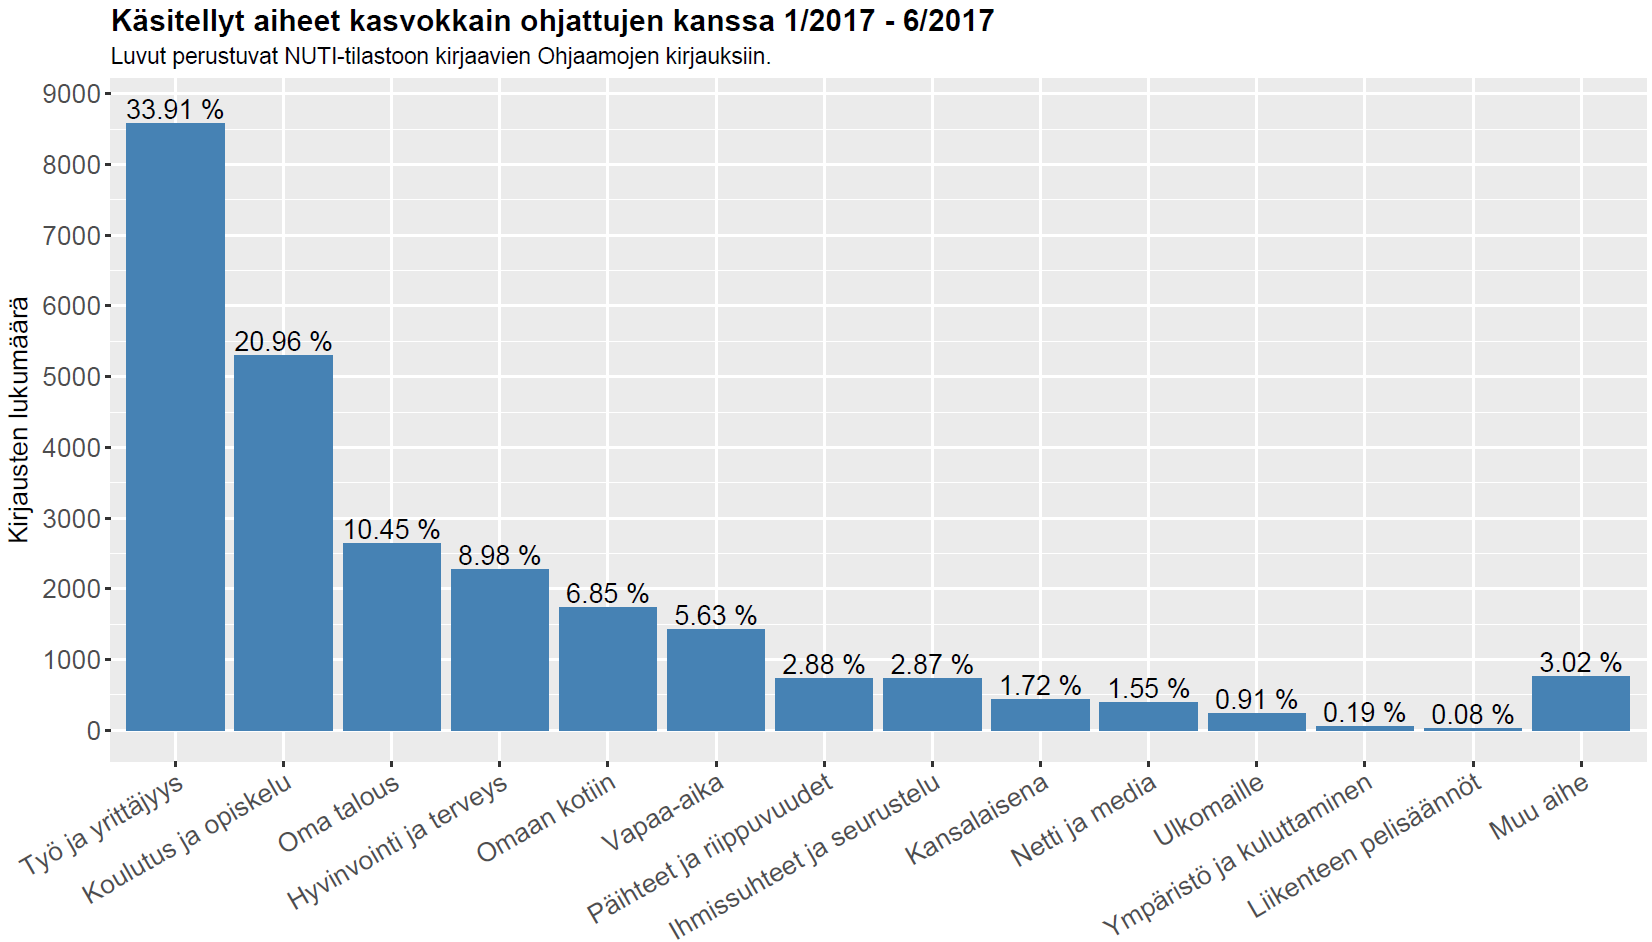 Käsitellyt aiheet kasvokkain ohjattujen kanssa 1/2017 - 6/2017
Luvut perustuvat NUTI-tilastoon kirjaavien Ohjaamojen kirjauksiin.
Kirjausten lukumäärä
9000
8000
7000
6000
5000
4000
3000
2000
1000
0
33.91 %
20.96 %
10.45 %
8.98 %
6.85 %
5.63 %
2.88 %
2.87 %
1.72 %
1.55 %
0.91 %
0.19 %
0.08 %
3.02 %
Työ ja yrittäjyys
Koulutus ja opiskelu
Oma talous
Hyvinvointi ja terveys
Omaan kotiin
Vapaa-aika
Päihteet ja riippuvuudet
Ihmissuhteet ja seurustelu
Kansalaisena
Netti ja media
Ulkomaille
Ympäristö ja kuluttaminen
Liikenteen pelisäännöt
Muu aihe